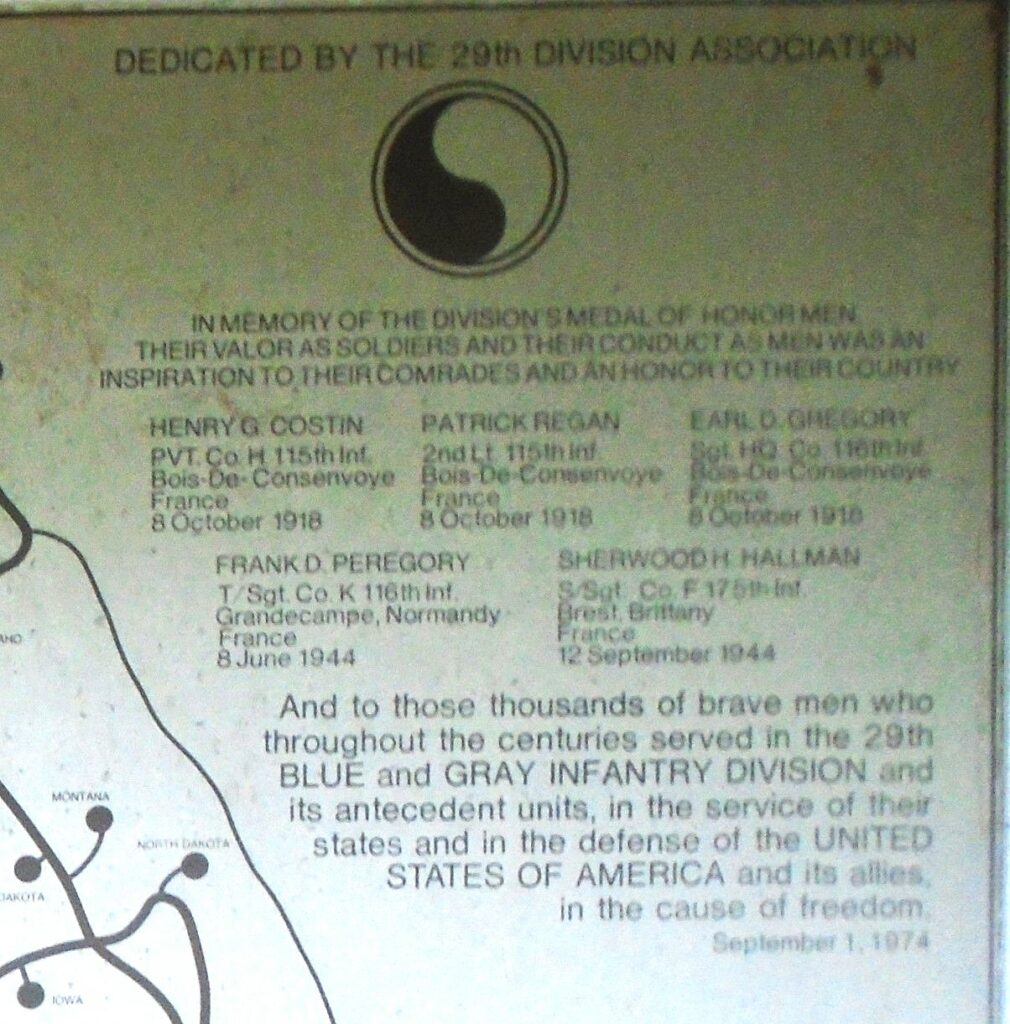 DEDICATED BY THE 29th DIVISION ASSOCIATION
IN MEMORY OF THE DIVISION'S MEDAL OF HONOR MEN
THEIR VALOR AS SOLDIERS AND THEIR CONDUCT AS MEN WAS AN
INSPIRATION TO THEIR COMRADES AND AN HONOR TO THEIR COUNTRY
HENRY G. COSTIN
PVT. Co. H 115th Inf.
Bois-De-Consenvoye
France
8 October 1918
PATRICK REGAN
2nd Lt. 115th Inf.
Bois-De-Consenvoye
France
8 October 1918
EARL D. GREGORY
Sgt. HQ. Co. 116th Inf.
Bois-De-Consenvoye
France
8 October 1918
FRANK D. PEREGORY
T/Sgt. Co. K 116th Inf.
Grandecampe, Normandy
France
8 June 1944
SHERWOOD H. HALLMAN
S/Sgt. Co. F 175th Inf.
Brest, Brittany
France
12 September 1944
And to those thousands of brave men who
throughout the centuries served in the 29th
BLUE and GRAY INFANTRY DIVISION and
its antecedent units, in the service of their
states and in the defense of the UNITED
STATES OF AMERICA and its allies,
in the cause of freedom.
September 1, 1974
AHO
MONTANA
NORTH DAKOTA
DAKOTA
IOWA